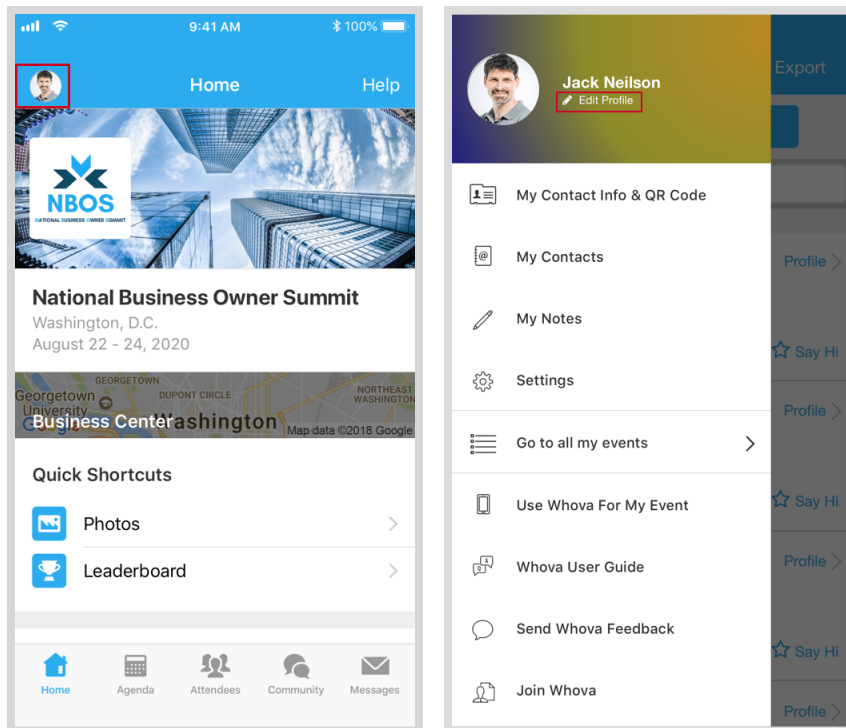 9:41 AM
100%
Home
Help
NBOS
NATIONAL BUSINESS OWNER SUMMIT
National Business Owner Summit
Washington, D.C.
August 22 - 24, 2020
GEORGETOWN
Georgetown
University
DUPONT CIRCLE
NORTHEAST
WASHINGTON
Washington
Google
Business Center
Map data ©2018 Google
Quick Shortcuts
Photos
Leaderboard
Home
Agenda
Attendees
Community
Messages
Export
Jack Neilson
Edit Profile
My Contact Info & QR Code
My Contacts
My Notes
Settings
Go to all my events
Use Whova For My Event
Whova User Guide
Send Whova Feedback
Join Whova
Profile
Say Hi
Profile
Say Hi
Profile
Say Hi
Profile